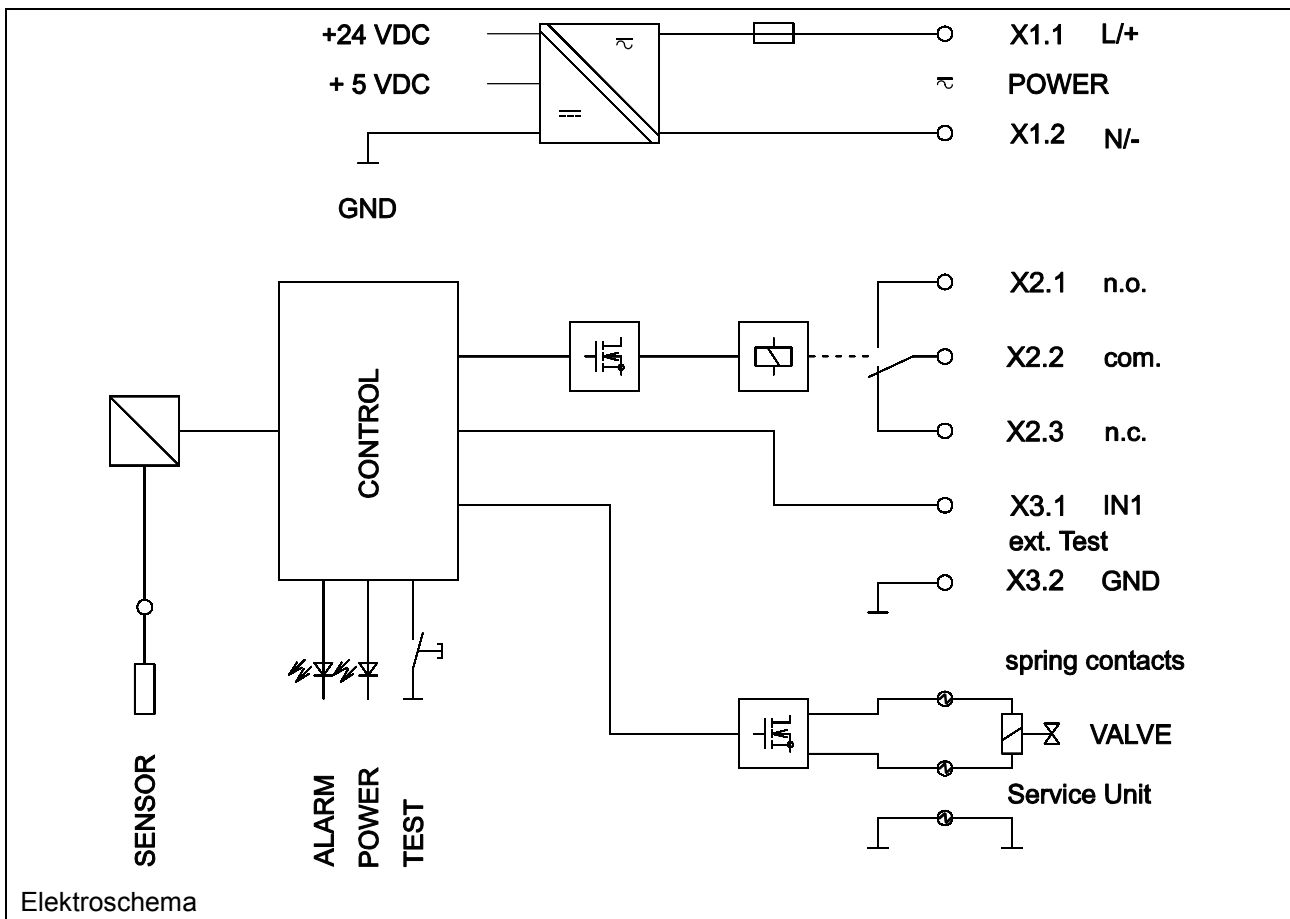 +24 VDC
X1.1 L/+
+ 5 VDC
POWER
X1.2 N/-
GND
X2.1 n.o.
X2.2 com.
CONTROL
X2.3 n.c.
X3.1 IN1
ext. Test
X3.2 GND
spring contacts
VALVE
Service Unit
SENSOR
ALARM
POWER
TEST
Elektroschema